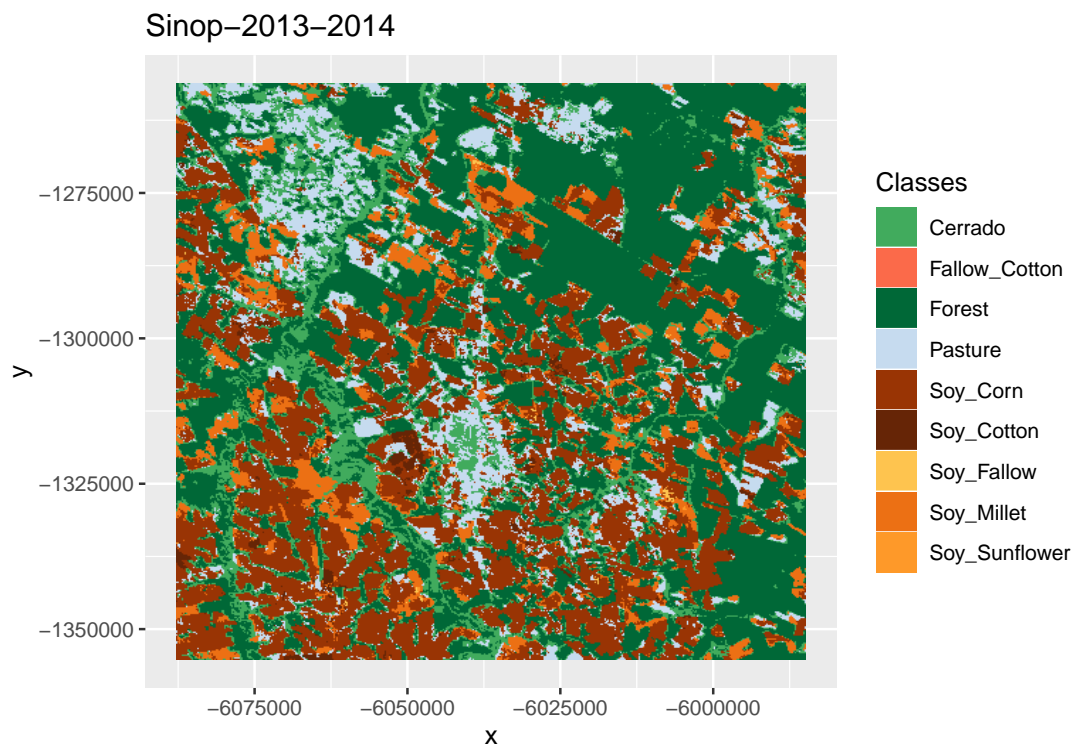 Sinop−2013−2014
−1275000
−1300000
−1325000
−1350000
y
−6075000 −6050000 −6025000 −6000000
x
Classes
Cerrado
Fallow_Cotton
Forest
Pasture
Soy_Corn
Soy_Cotton
Soy_Fallow
Soy_Millet
Soy_Sunflower